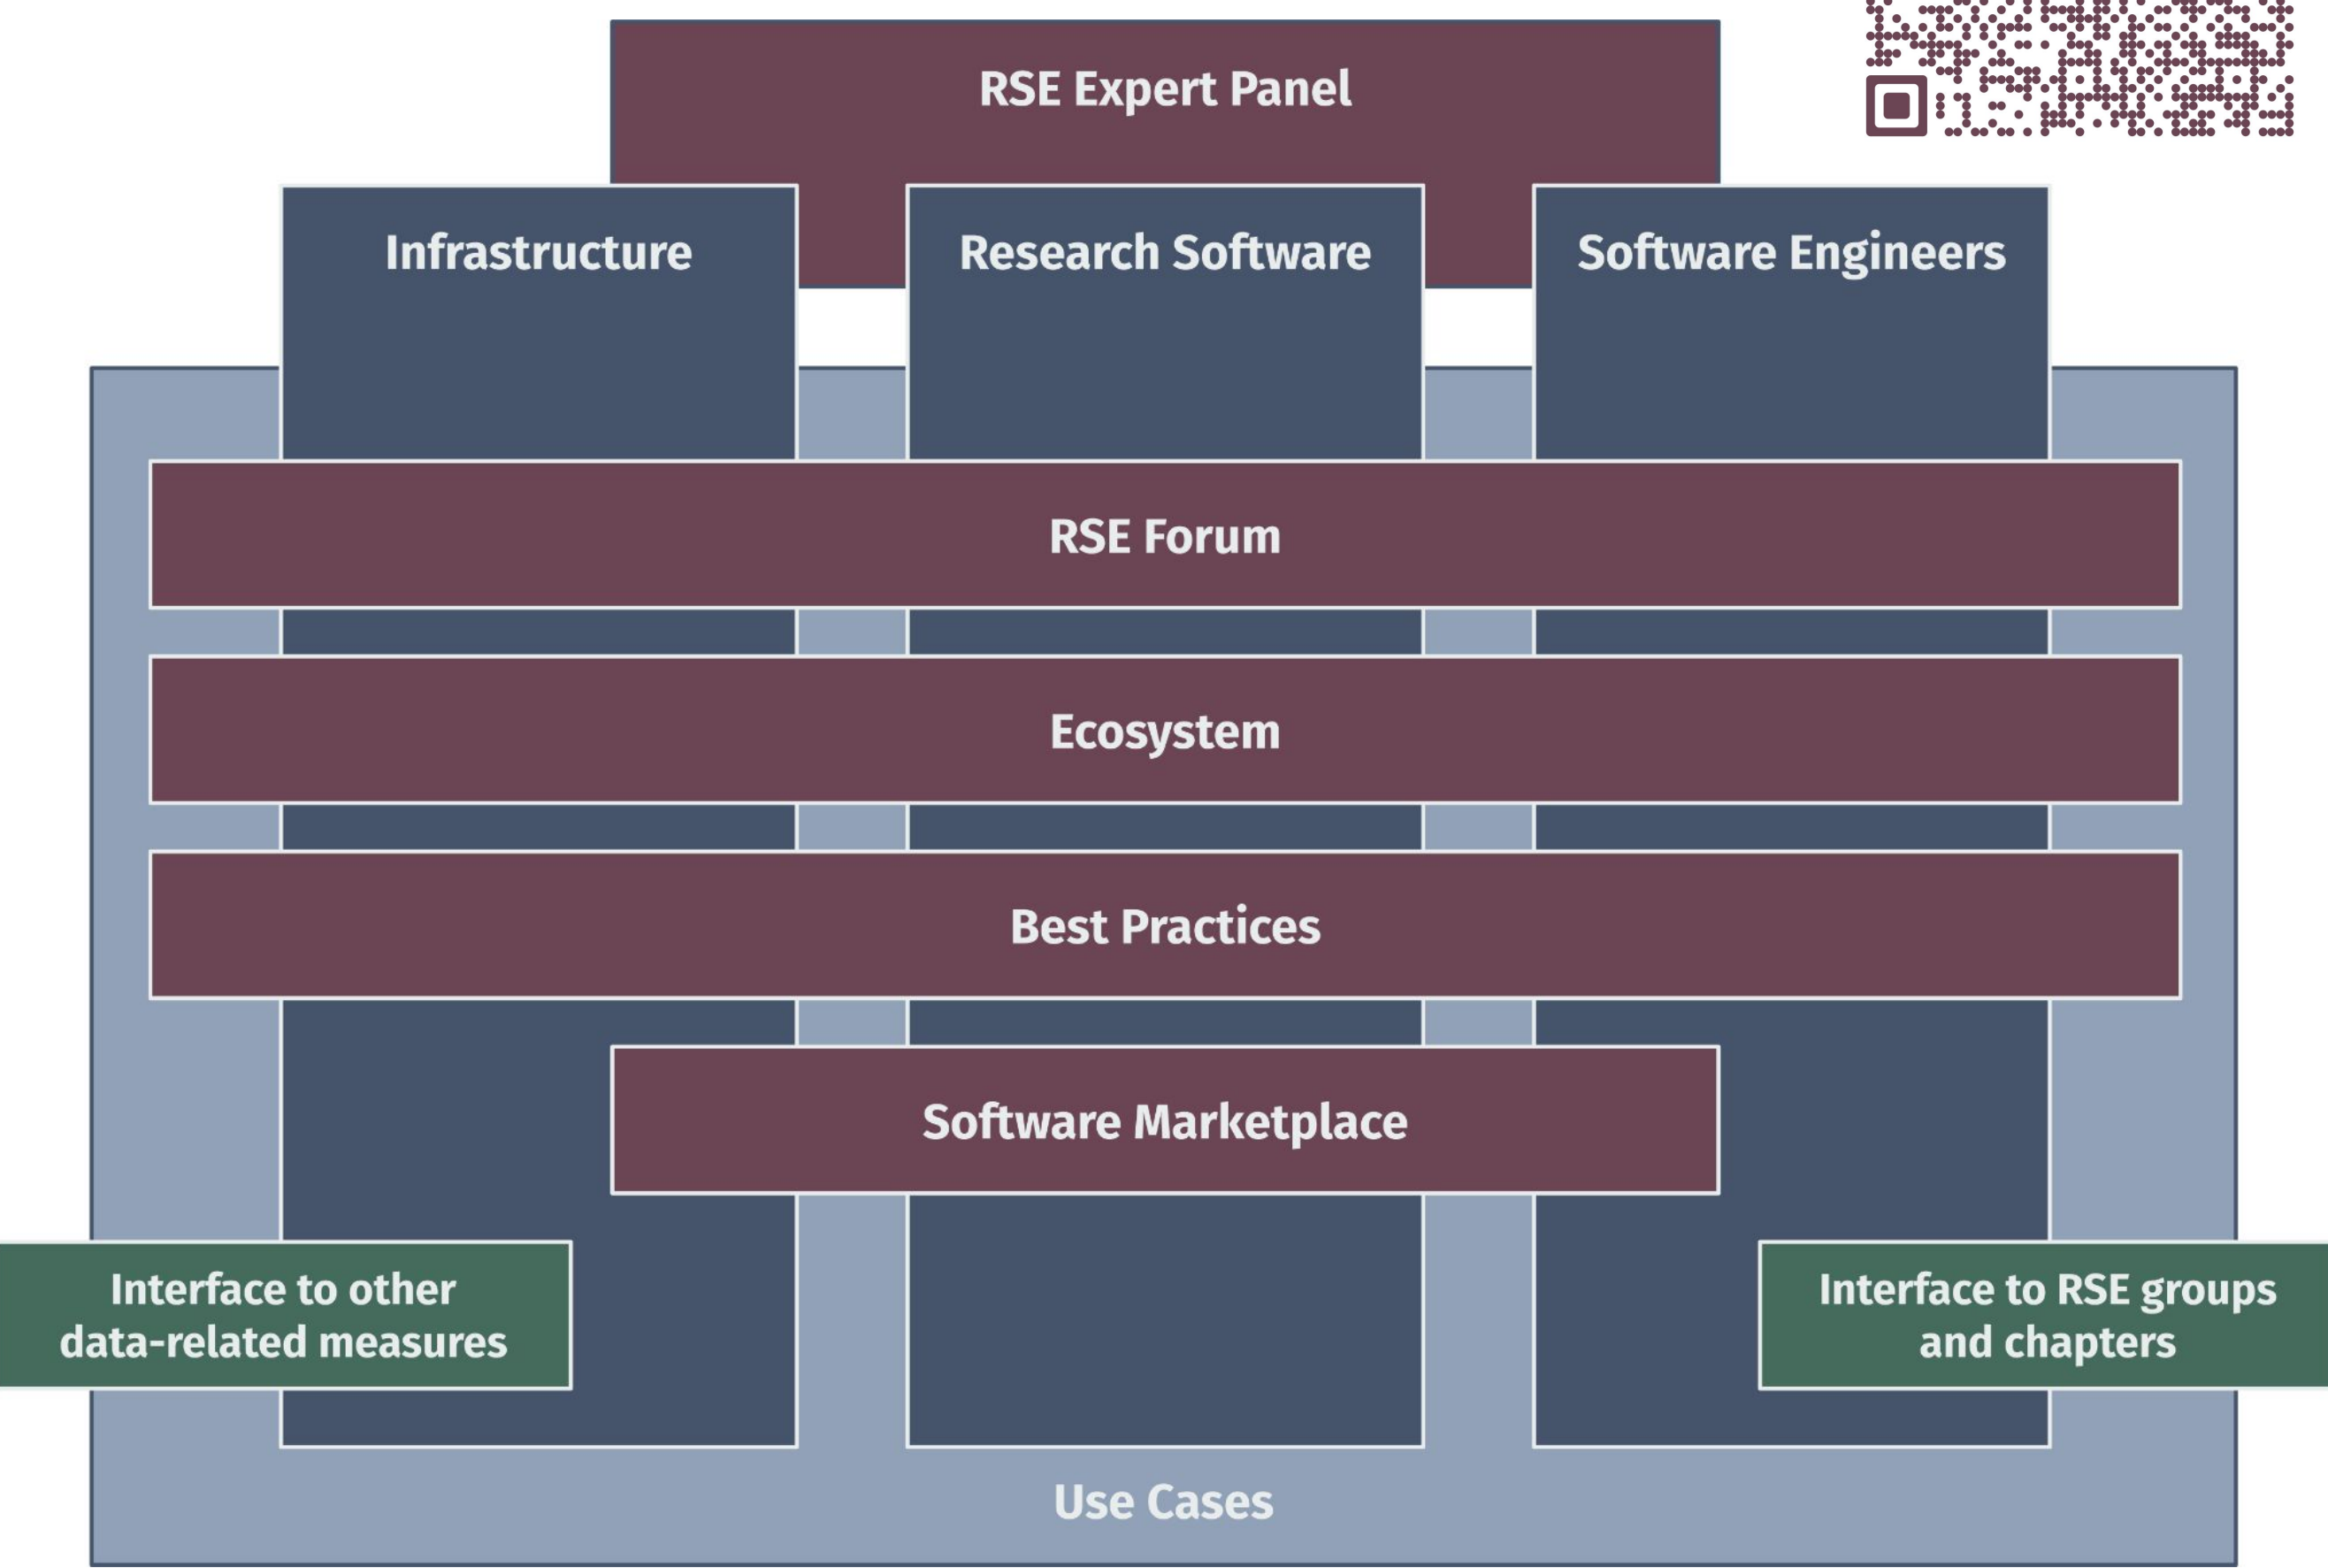 RSE Expert Panel
Infrastructure
Research Software
Software Engineers
RSE Forum
Ecosystem
Best Practices
Software Marketplace
Interface to other
data-related measures
Interface to RSE groups
and chapters
Use Cases